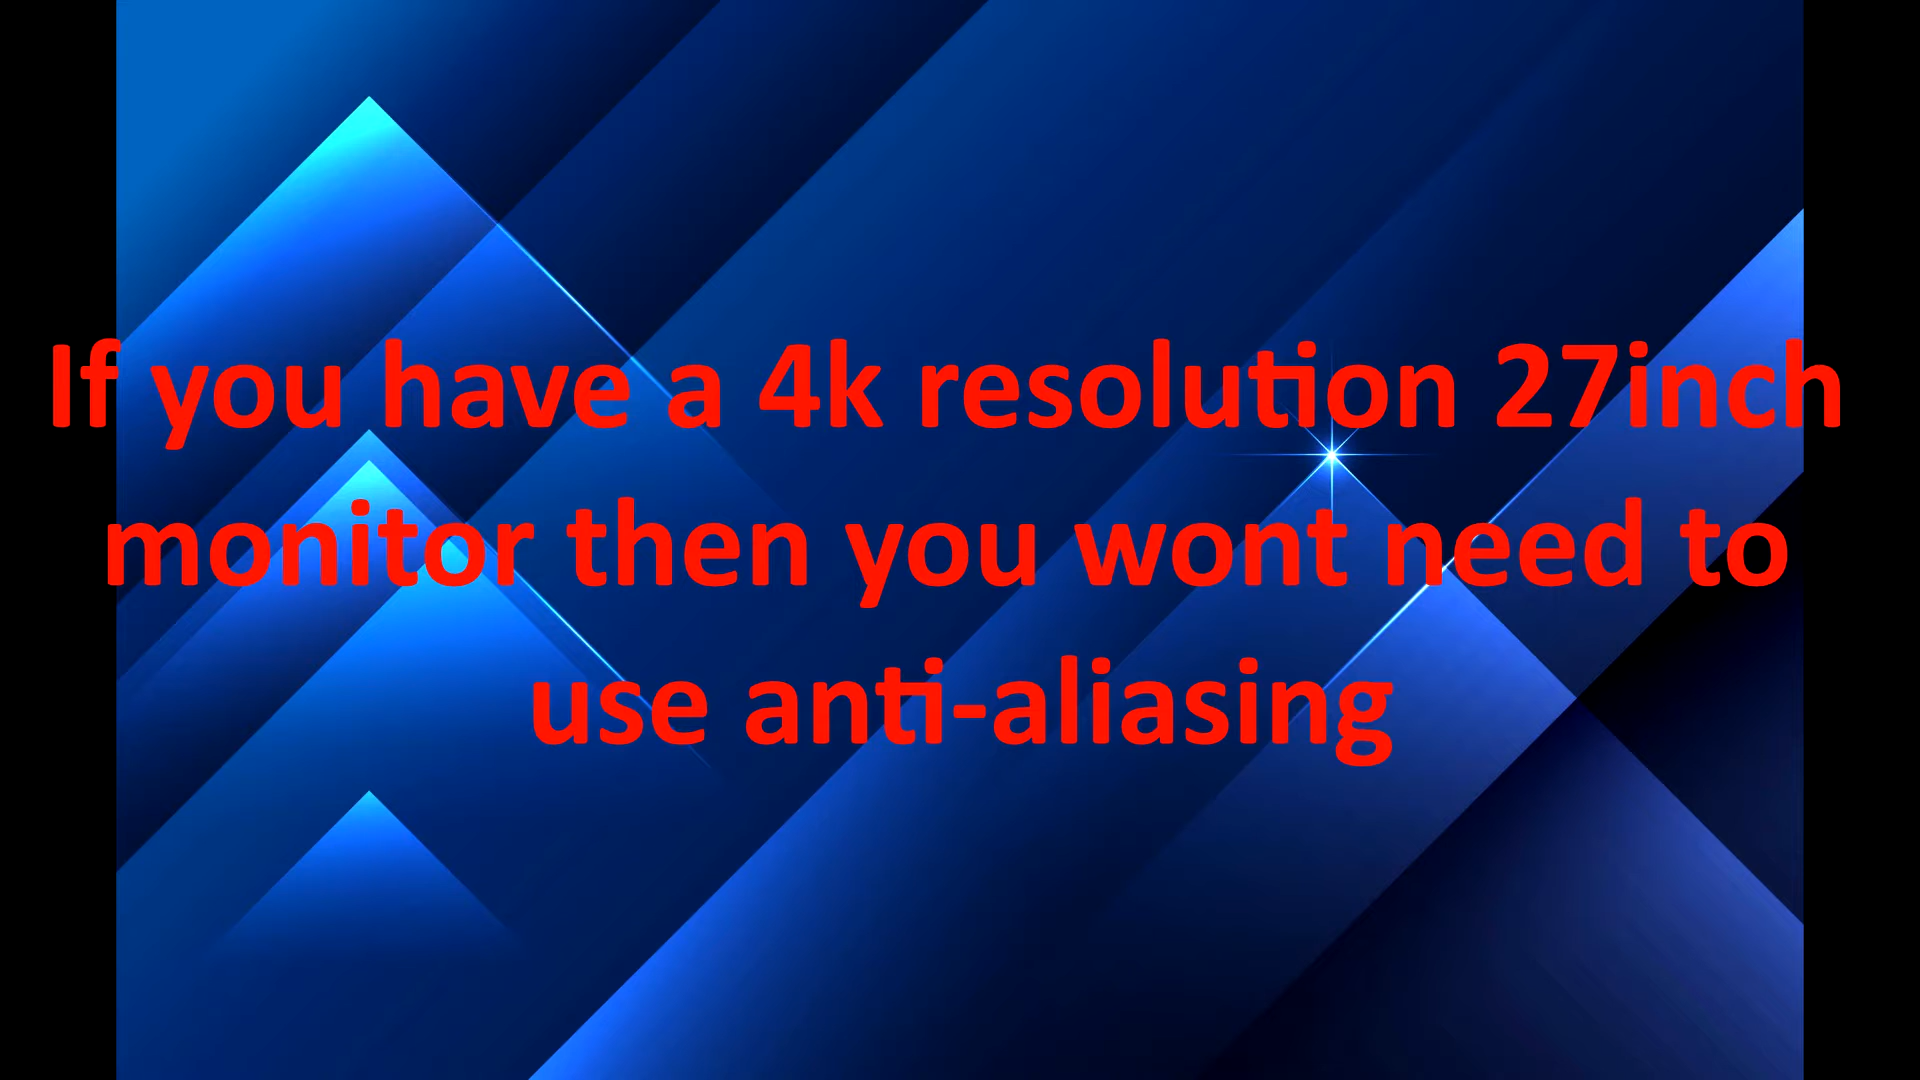 If you have a 4k resolution 27inch
monitor then you wont need to
use anti-aliasing